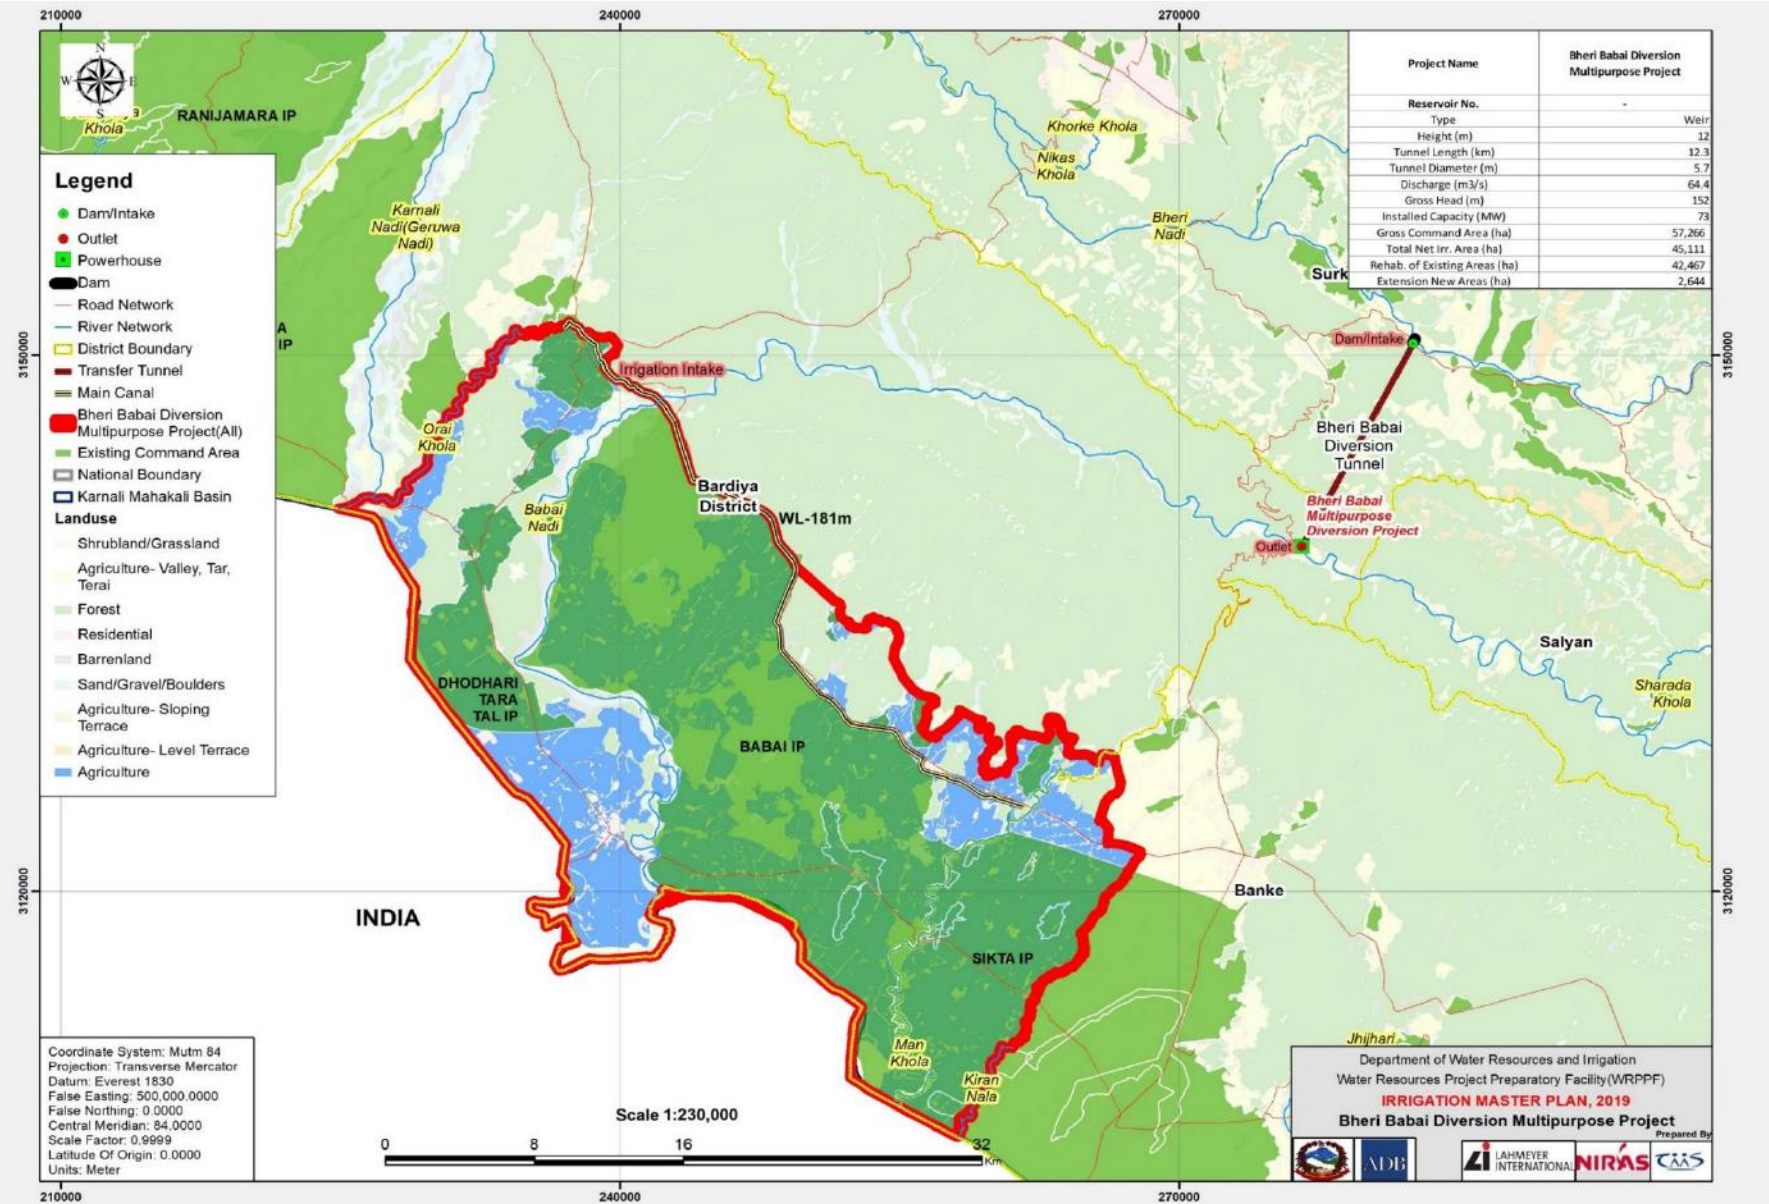 210000
240000
270000
N
W
E
S
Khola
RANIJAMARA IP
Legend
Dam/Intake
Outlet
Powerhouse
Dam
Road Network
River Network
District Boundary
Transfer Tunnel
Main Canal
Bheri Babai Diversion
Multipurpose Project(All)
Existing Command Area
National Boundary
Karnali Mahakali Basin
Landuse
Shrubland/Grassland
Agriculture- Valley, Tar,
Terai
Forest
Residential
Barrenland
Sand/Gravel/Boulders
Agriculture- Sloping
Terrace
Agriculture- Level Terrace
Agriculture
A
IP
Karnali
Nadi(Geruwa
Nadi)
Khorke Khola
Nikas
Khola
Bheri
Nadi
Surk
Project Name
Bheri Babai Diversion
Multipurpose Project
Reservoir No. -
Type Weir
Height (m) 12
Tunnel Length (km) 12.3
Tunnel Diameter (m) 5.7
Discharge (m3/s) 64.4
Gross Head (m) 152
Installed Capacity (MW) 73
Gross Command Area (ha) 57,266
Total Net Irr. Area (ha) 45,111
Rehab. of Existing Areas (ha) 42,467
Extension New Areas (ha) 2,644
3150000
3150000
Dam/Intake
Irrigation Intake
Orai
Khola
Bheri Babai
Diversion
Tunnel
Bardiya
District
Babai
Nadi
WL-181m
Bheri Babai
Multipurpose
Diversion Project
Outlet
Salyan
Sharada
Khola
DHODHARI
TARA
TAL IP
BABAI IP
3120000
3120000
Banke
INDIA
SIKTA IP
Man
Khola
Kiran
Nala
Jhijhari
Coordinate System: Mutm 84
Projection: Transverse Mercator
Datum: Everest 1830
False Easting: 500,000.0000
False Northing: 0.0000
Central Meridian: 84.0000
Scale Factor: 0.9999
Latitude Of Origin: 0.0000
Units: Meter
Scale 1:230,000
0 8 16 32
Km
Department of Water Resources and Irrigation
Water Resources Project Preparatory Facility(WRPPF)
IRRIGATION MASTER PLAN, 2019
Bheri Babai Diversion Multipurpose Project
Prepared By
ADB
LAHMEYER
INTERNATIONAL
NIRAS
210000
240000
270000